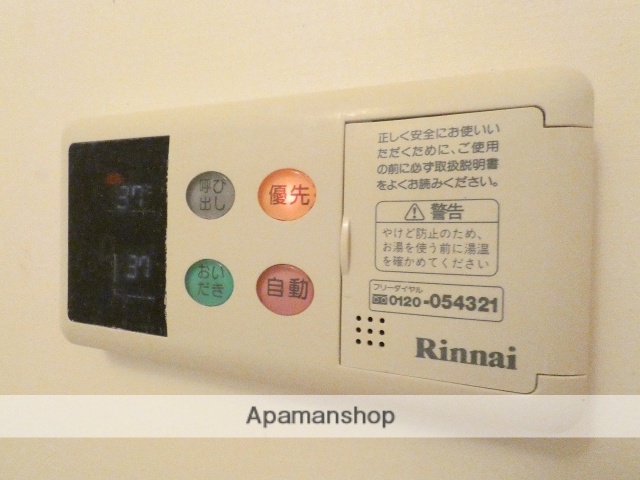 37
37
呼び
出し
優先
おい
だき
自動
正しく安全にお使いい
ただくために、ご使用
の前に必ず取扱説明書
をよくお読みください。
警告
やけど防止のため、
お湯を使う前に湯温
を確かめてください
フリーダイヤル
0120-054321
Rinnai
Apamanshop